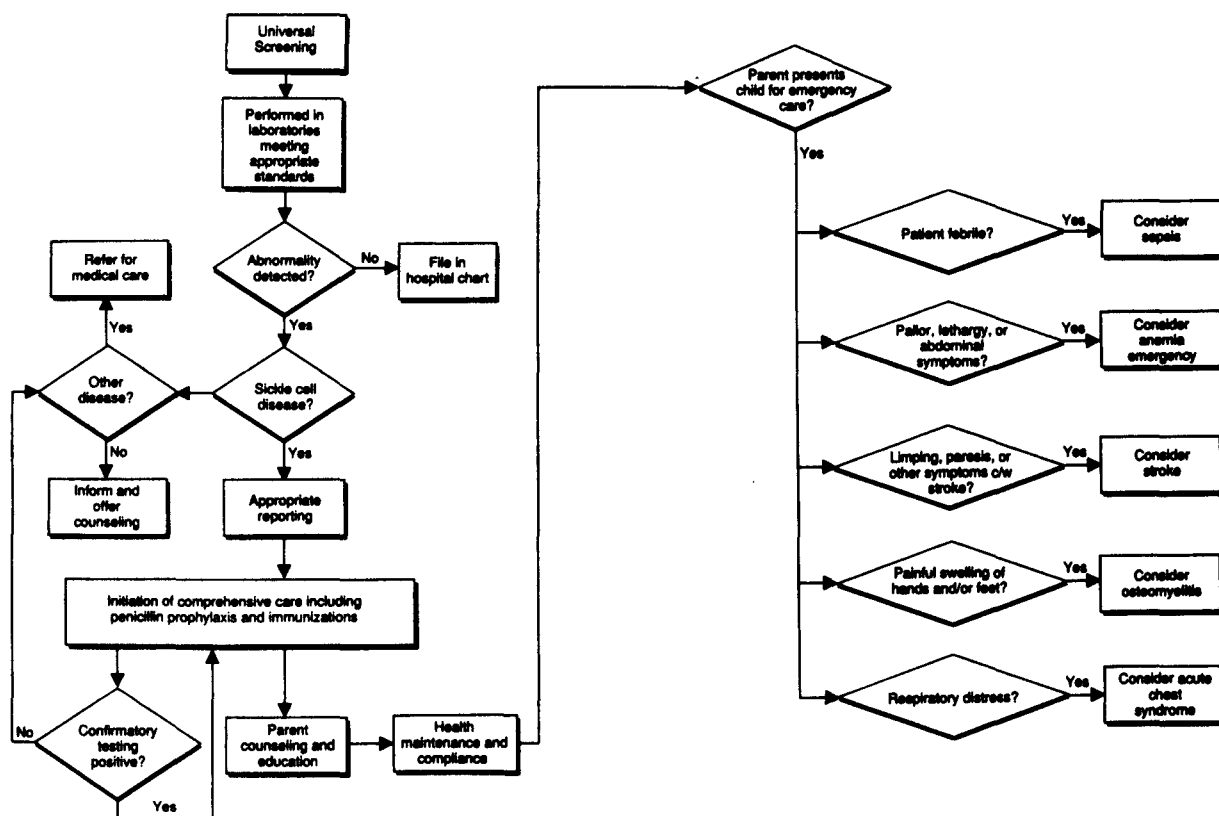 Universal
Screening
Performed in
laboratories
meeting
appropriate
standards
Abnormality
detected?
No
File in
hospital chart
Yes
Refer for
medical care
Yes
Other
disease?
Sickle cell
disease?
No
Yes
Inform and
offer
counseling
Appropriate
reporting
Initiation of comprehensive care including
penicillin prophylaxis and immunizations
No
Confirmatory
testing
positive?
Yes
Parent
counseling and
education
Health
maintenance and
compliance
Parent presents
child for emergency
care?
Yes
Patient febrile?
Yes
Consider
sepsis
Pallor, lethargy, or
abdominal
symptoms?
Yes
Consider
anemia
emergency
Limping, paresis, or
other symptoms c/w
stroke?
Yes
Consider
stroke
Painful swelling of
hands and/or feet?
Yes
Consider
osteomyelitis
Respiratory distress?
Yes
Consider acute
chest
syndrome